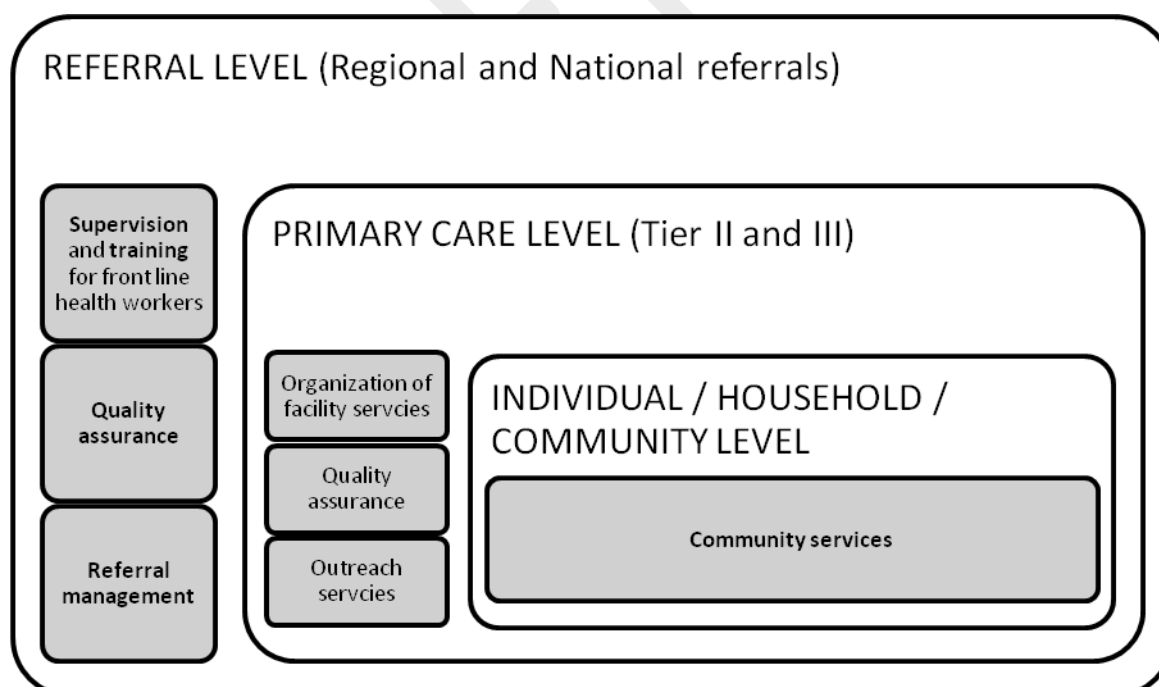 REFERRAL LEVEL (Regional and National referrals)
Supervision
and training
for front line
health workers
Quality
assurance
Referral
management
PRIMARY CARE LEVEL (Tier II and III)
Organization of
facility servcies
Quality
assurance
Outreach
servcies
INDIVIDUAL / HOUSEHOLD /
COMMUNITY LEVEL
Community services